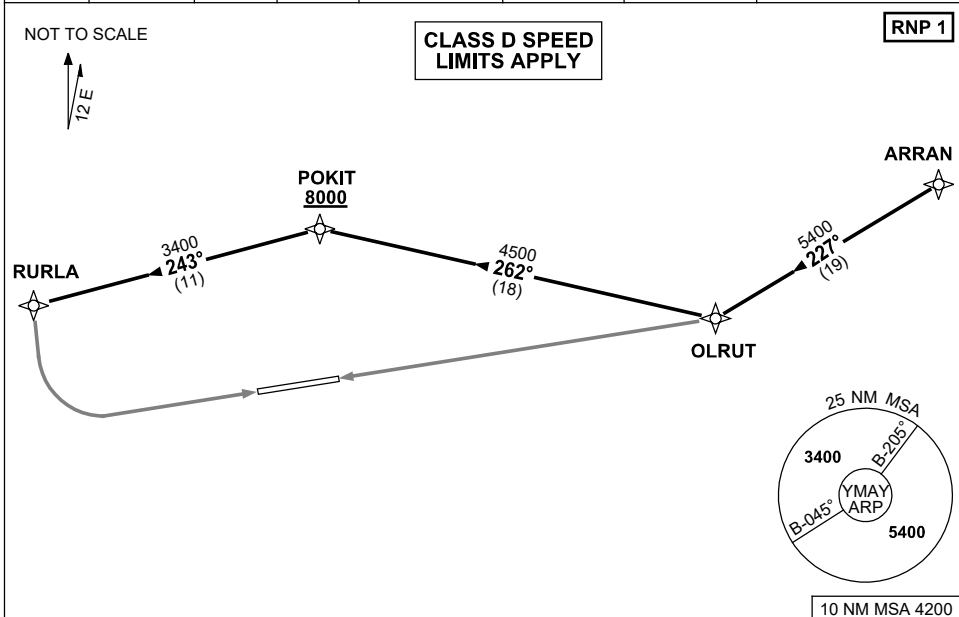 NOT TO SCALE
12 E
CLASS D SPEED
LIMITS APPLY
RNP 1
ARRAN
POKIT
8000
5400
227°
(19)
3400
243°
(11)
4500
262°
(18)
RURLA
OLRUT
25 NM MSA
B-205°
3400
YMAY
ARP
B-045°
5400
10 NM MSA 4200